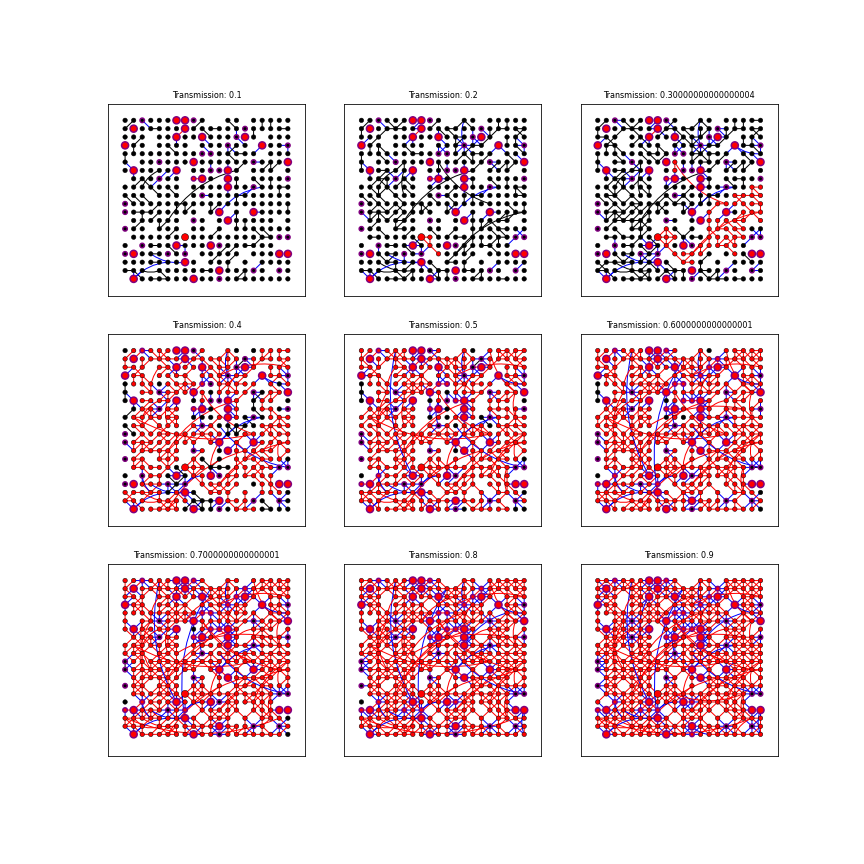 Transmission: 0.1
Transmission: 0.2
Transmission: 0.30000000000000004
Transmission: 0.4
Transmission: 0.5
Transmission: 0.6000000000000001
Transmission: 0.7000000000000001
Transmission: 0.8
Transmission: 0.9